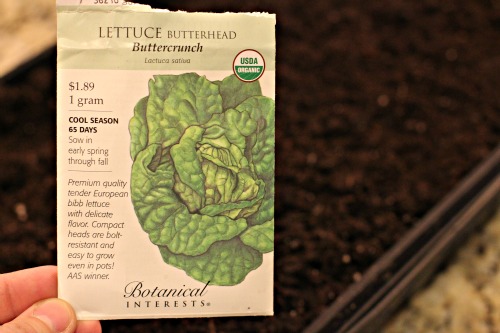 LETTUCE BUTTERHEAD
Buttercrunch
Lactuca sativa
USDA
ORGANIC
$1.89
1 gram
COOL SEASON
65 DAYS
Sow in
early spring
through fall
Premium quality
tender European
bibb lettuce
with delicate
flavor. Compact
heads are bolt-
resistant and
easy to grow
even in pots!
AAS winner.
Botanical
INTERESTS®